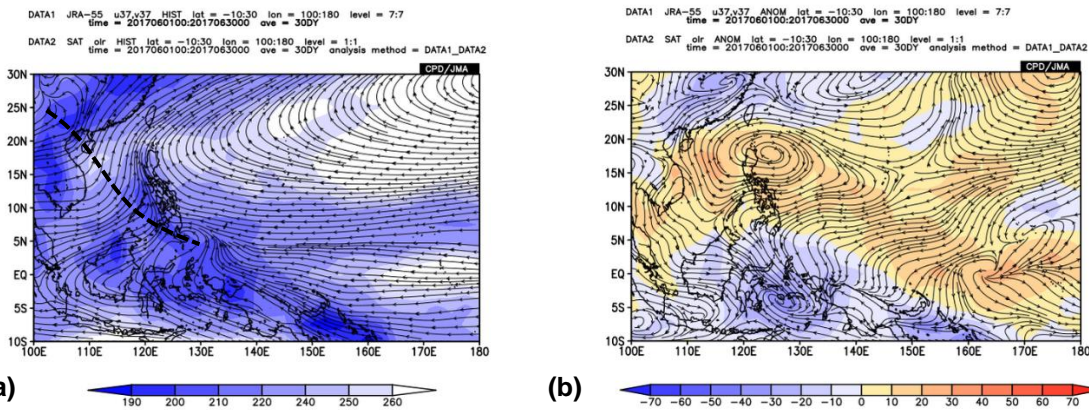 DATA1 JRA-55 u37,v37 HIST lat = -10:30 lon = 100:180 level = 7:7
time = 2017060100:2017063000 ave = 30DY
DATA2 SAT olr HIST lat = -10:30 lon = 100:180 level = 1:1
time = 2017060100:2017063000 ave = 30DY analysis method = DATA1_DATA2
CPD/JMA
30N
25N
20N
15N
10N
5N
EQ
5S
10S
100E 110E 120E 130E 140E 150E 160E 170E 180
190 200 210 220 240 250 260
a)
DATA1 JRA-55 u37,v37 ANOM lat = -10:30 lon = 100:180 level = 7:7
time = 2017060100:2017063000 ave = 30DY
DATA2 SAT olr ANOM lat = -10:30 lon = 100:180 level = 1:1
time = 2017060100:2017063000 ave = 30DY analysis method = DATA1_DATA2
CPD/JMA
30N
25N
20N
15N
10N
5N
EQ
5S
10S
100E 110E 120E 130E 140E 150E 160E 170E 180
-70 -60 -50 -40 -30 -20 -10 0 10 20 30 40 50 60 70
(b)